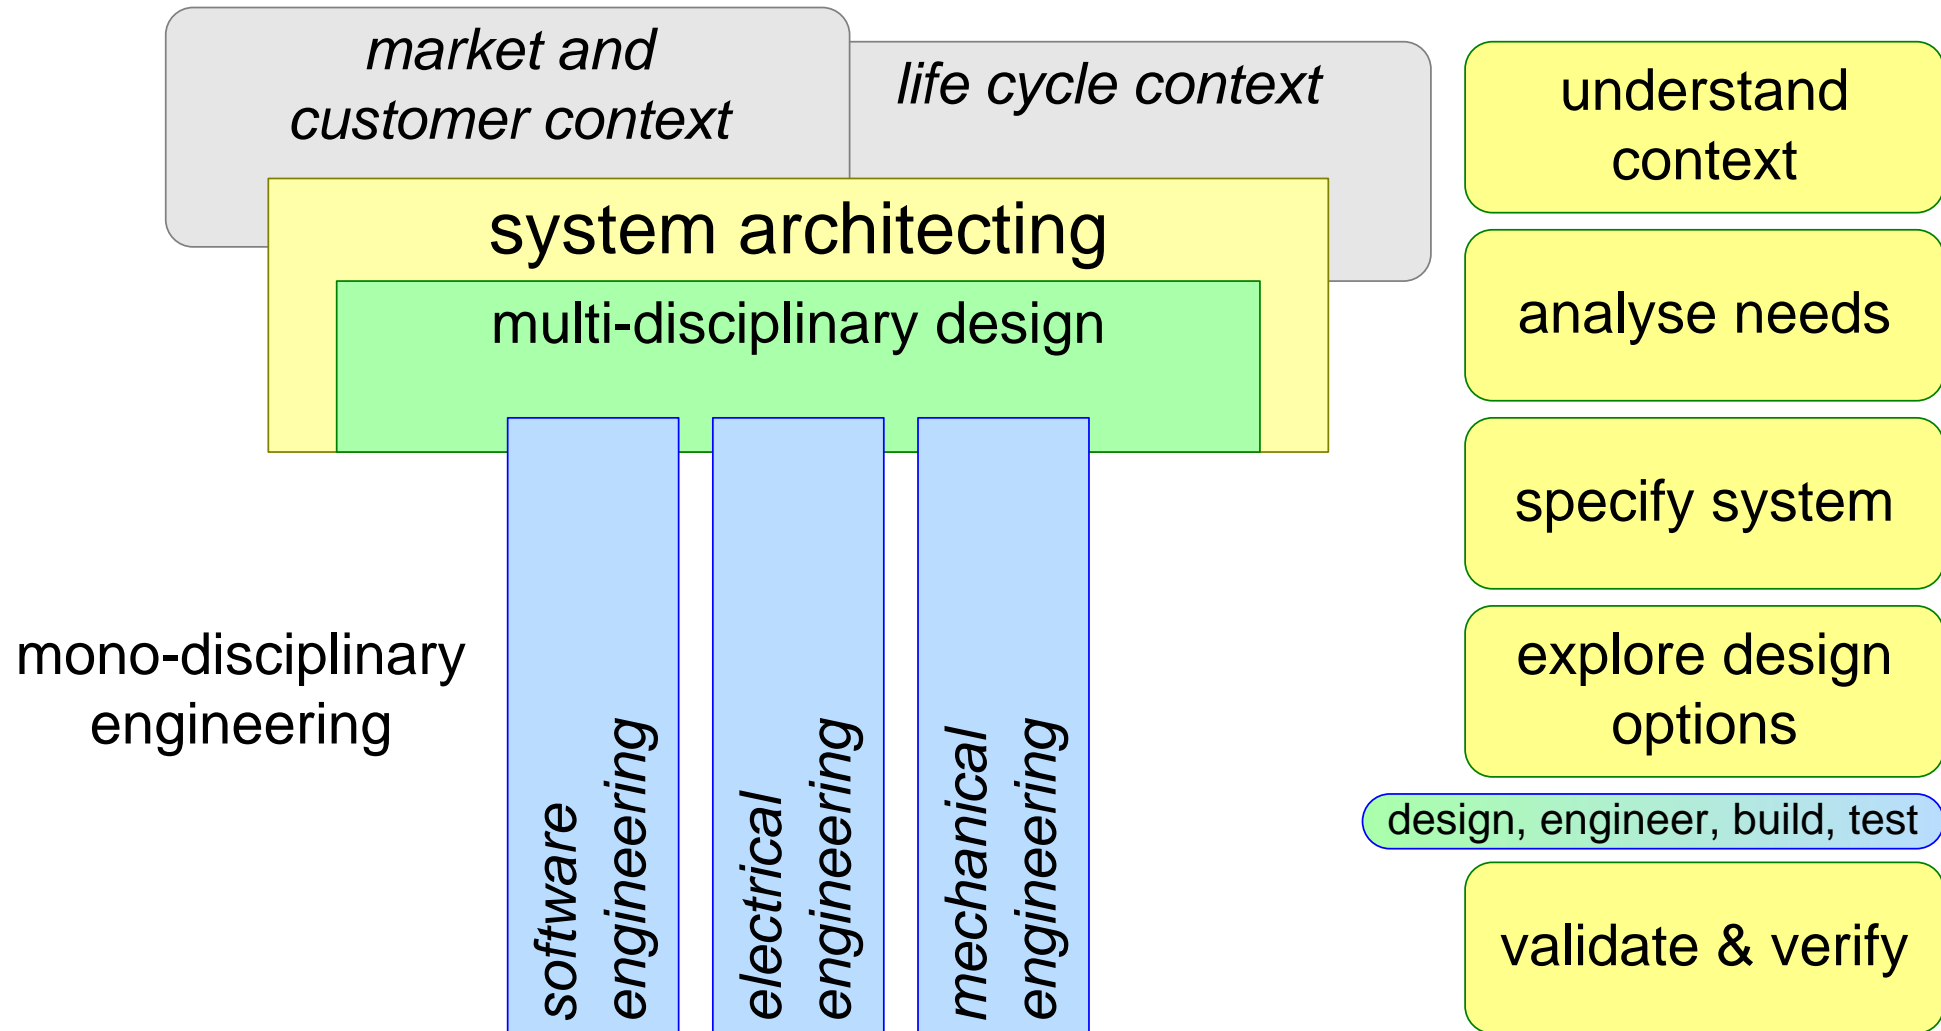 market and
customer context
life cycle context
system architecting
multi-disciplinary design
mono-disciplinary
engineering
software
engineering
electrical
engineering
mechanical
engineering
understand
context
analyse needs
specify system
explore design
options
design, engineer, build, test
validate & verify